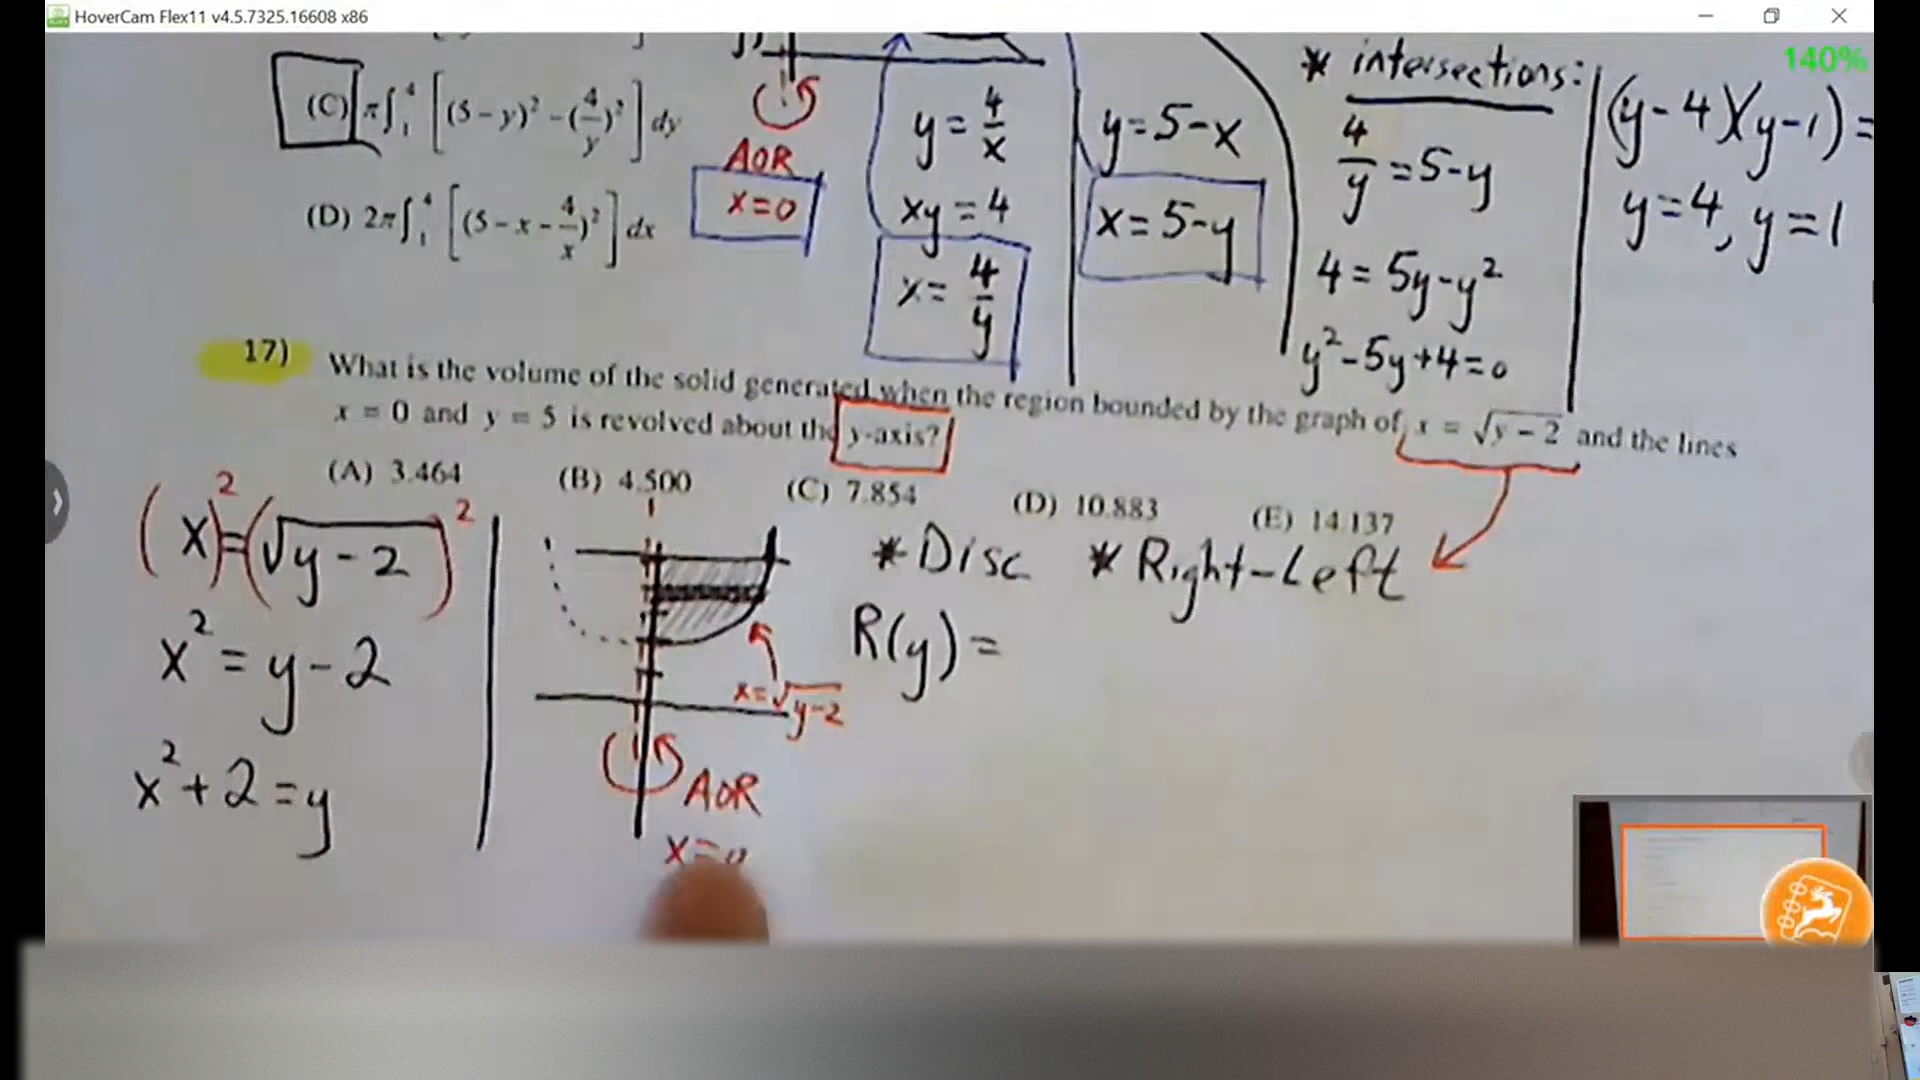 HoverCam Flex11 v4.5.7325.16608 x86
140%
(C) π∫₁⁴ [(5 - y)² - (4/y)²] dy
(D) 2π∫₁⁴ [(5 - x - 4/x)²] dx
AOR
x=0
y = 4/x
xy = 4
x = 4/y
y = 5-x
x = 5-y
* intersections:
4/y = 5-y
4 = 5y-y²
y²-5y+4=0
(y-4)(y-1)=
y=4, y=1
17) What is the volume of the solid generated when the region bounded by the graph of x = √(y - 2) and the lines
x = 0 and y = 5 is revolved about the y-axis?
(A) 3.464 (B) 4.500 (C) 7.854 (D) 10.883 (E) 14.137
(x)² = (√(y-2))²
x² = y-2
x²+2 = y
x=√(y-2)
AOR
x=0
* Disc * Right-Left
R(y) =